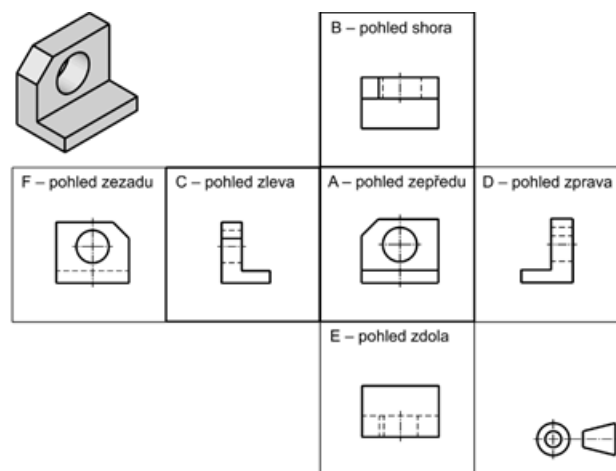 B – pohled shora
F – pohled zezadu
C – pohled zleva
A – pohled zepředu
D – pohled zprava
E – pohled zdola